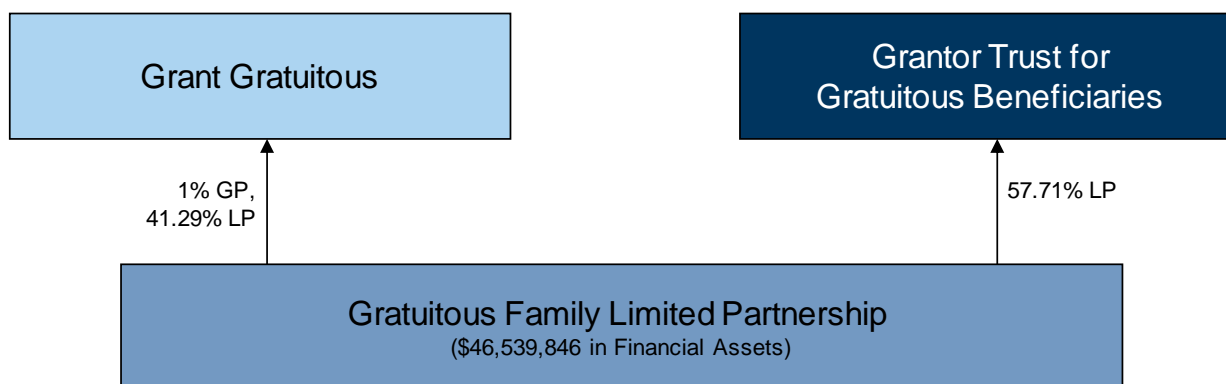 Grant Gratuitous
Grantor Trust for
Gratuitous Beneficiaries
1% GP,
41.29% LP
57.71% LP
Gratuitous Family Limited Partnership
($46,539,846 in Financial Assets)